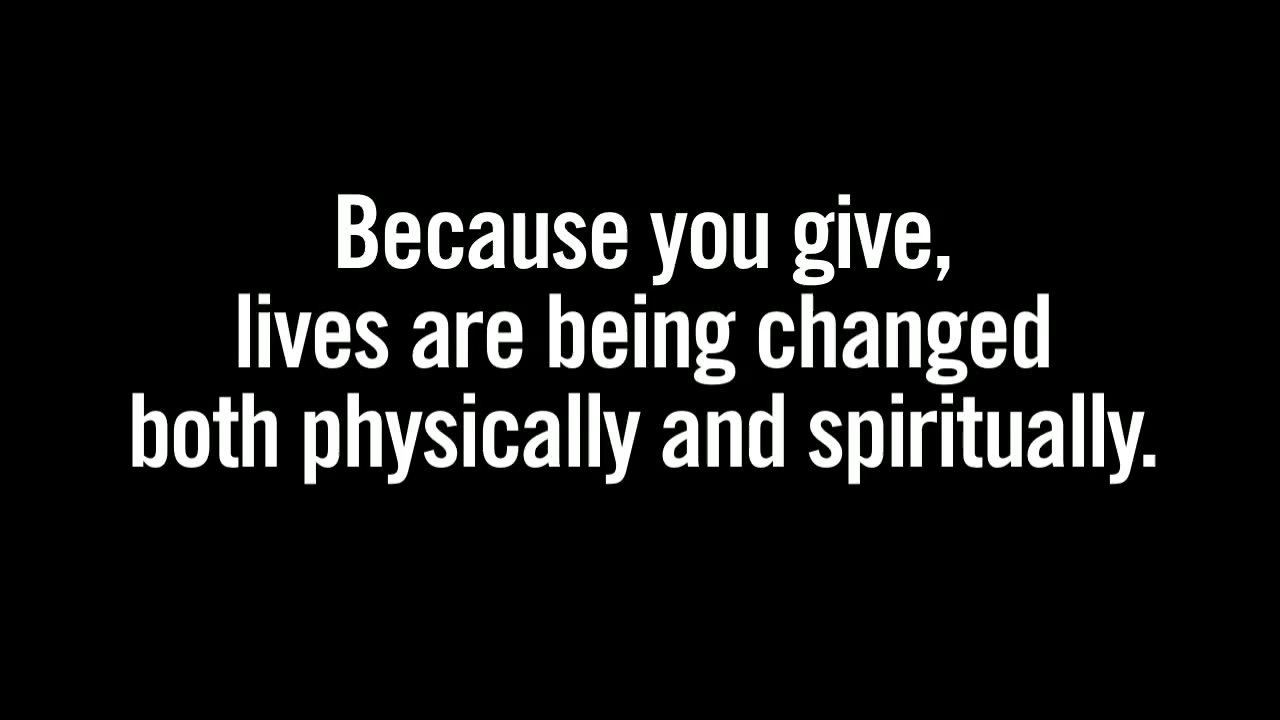 Because you give,
lives are being changed
both physically and spiritually.